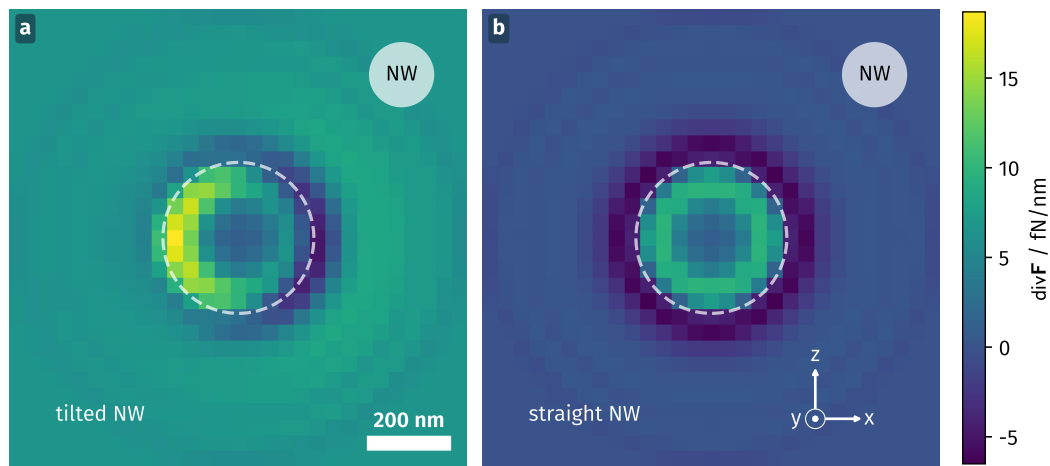 a
NW
tilted NW
200 nm
b
NW
straight NW
z
y
x
15
10
5
0
-5
divF / fN/nm